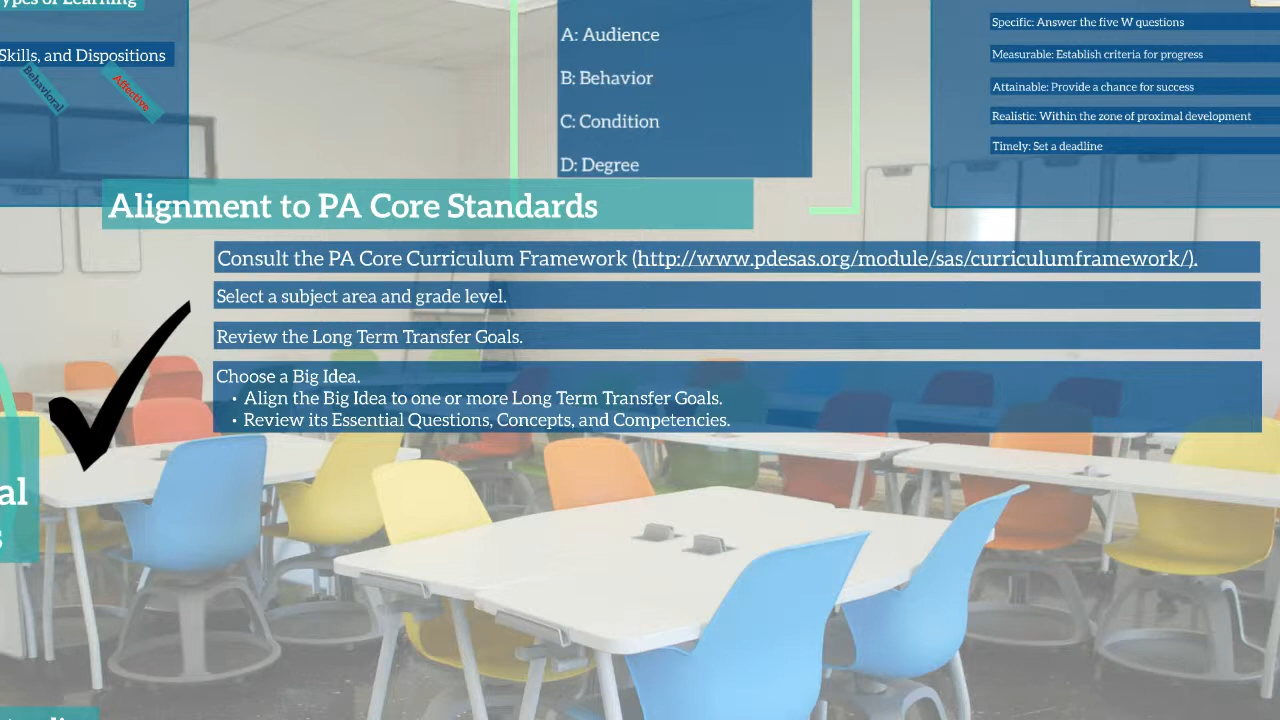 Types of Learning
Skills, and Dispositions
Behavioral
Affective
A: Audience
B: Behavior
C: Condition
D: Degree
Specific: Answer the five W questions
Measurable: Establish criteria for progress
Attainable: Provide a chance for success
Realistic: Within the zone of proximal development
Timely: Set a deadline
Alignment to PA Core Standards
Consult the PA Core Curriculum Framework (http://www.pdesas.org/module/sas/curriculumframework/).
Select a subject area and grade level.
Review the Long Term Transfer Goals.
Choose a Big Idea.
• Align the Big Idea to one or more Long Term Transfer Goals.
• Review its Essential Questions, Concepts, and Competencies.